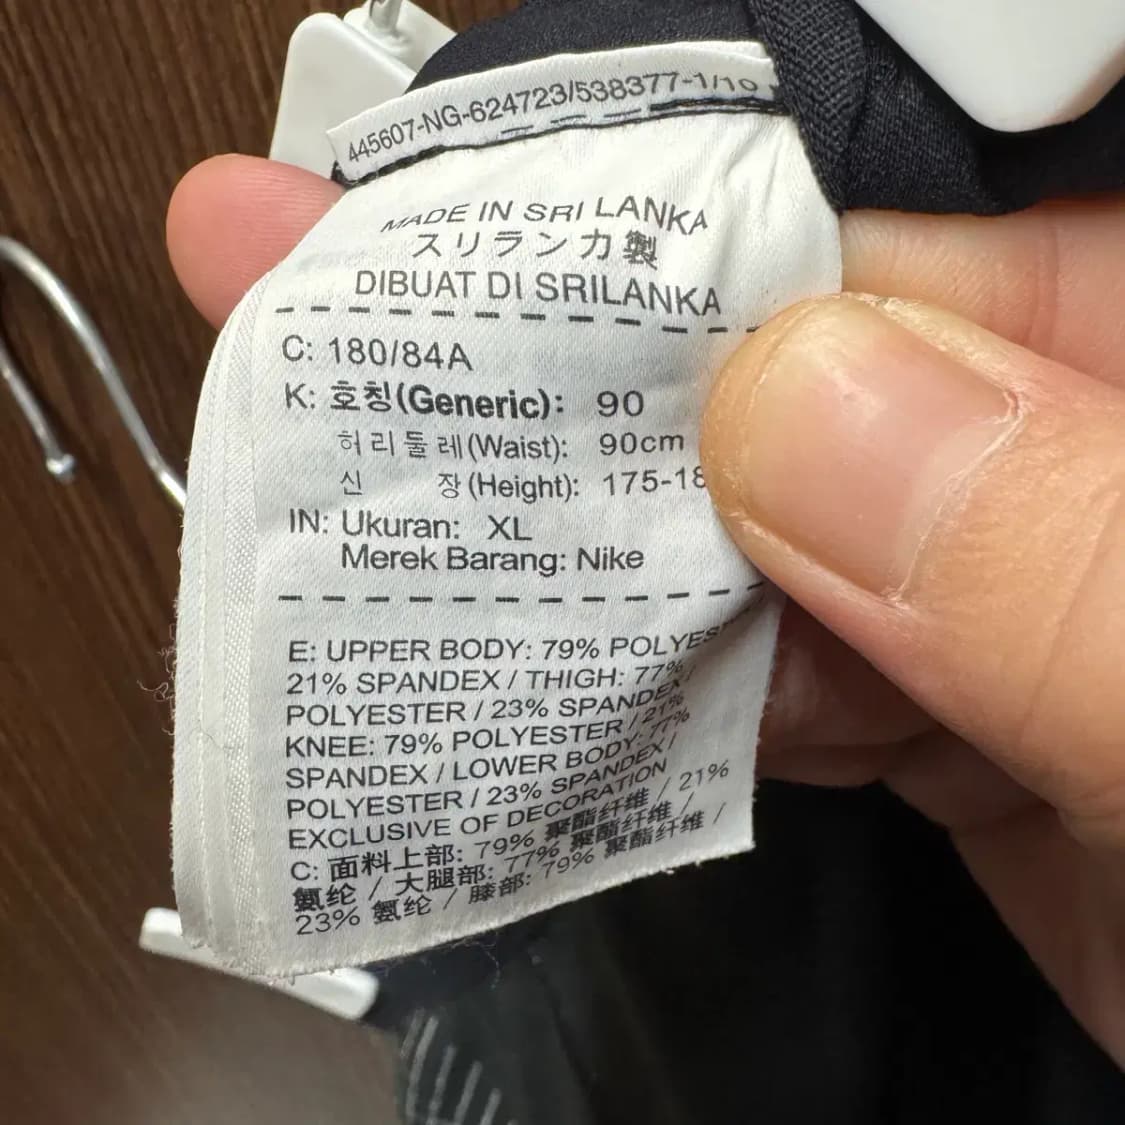 445607-NG-624723/538377-1/10
MADE IN SRI LANKA
スリランカ製
DIBUAT DI SRILANKA
C: 180/84A
K: 호칭(Generic): 90
허리둘레(Waist): 90cm
신 장(Height): 175-18
IN: Ukuran: XL
Merek Barang: Nike
E: UPPER BODY: 79% POLYES
21% SPANDEX / THIGH: 77%
POLYESTER / 23% SPANDEX /
KNEE: 79% POLYESTER / 21%
SPANDEX / LOWER BODY: 77%
POLYESTER / 23% SPANDEX /
EXCLUSIVE OF DECORATION
C: 面料上部: 79% 聚酯纤维 / 21%
氨纶 / 大腿部: 77% 聚酯纤维 /
23% 氨纶 / 膝部: 79% 聚酯纤维 /